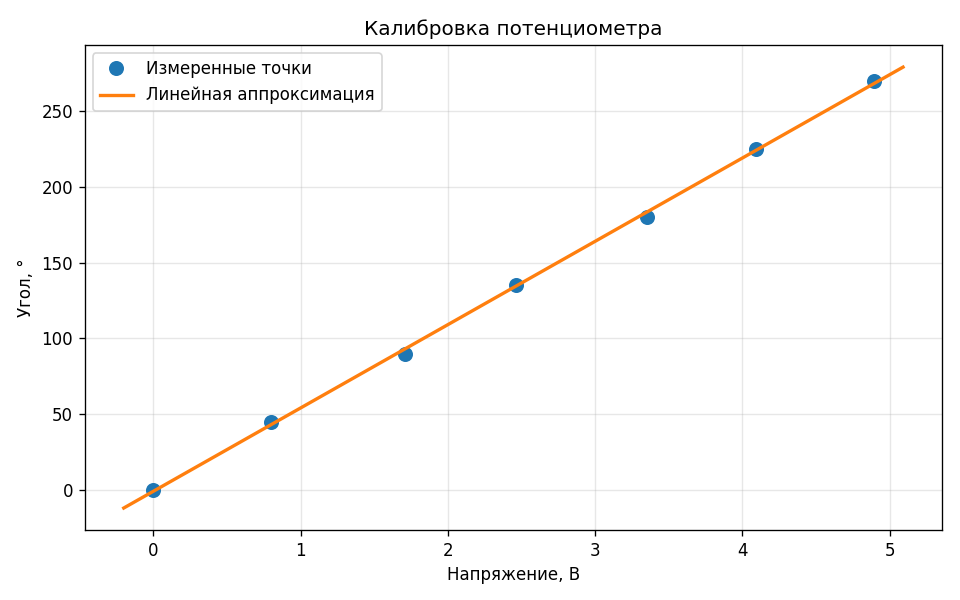 Калибровка потенциометра
Измеренные точки
Линейная аппроксимация
Угол, °
250
200
150
100
50
0
0 1 2 3 4 5
Напряжение, В